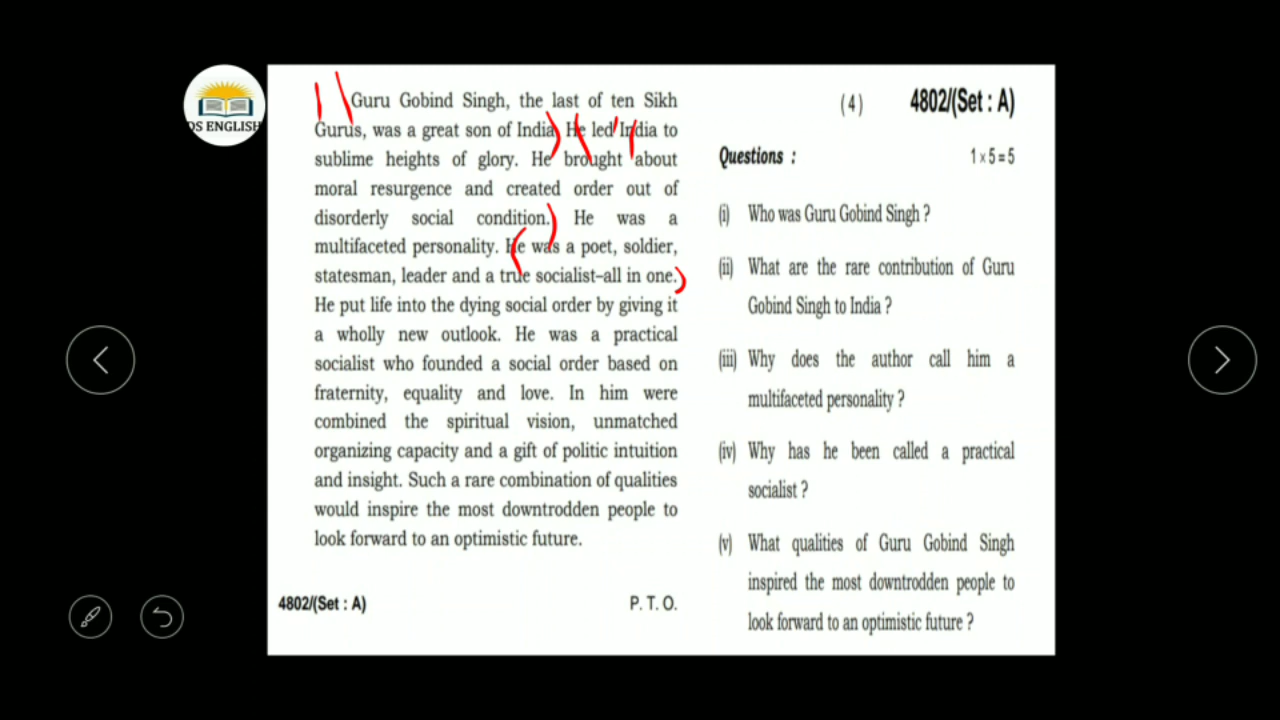 DS ENGLISH
Guru Gobind Singh, the last of ten Sikh
Gurus, was a great son of India. He led India to
sublime heights of glory. He brought about
moral resurgence and created order out of
disorderly social condition. He was a
multifaceted personality. He was a poet, soldier,
statesman, leader and a true socialist–all in one.
He put life into the dying social order by giving it
a wholly new outlook. He was a practical
socialist who founded a social order based on
fraternity, equality and love. In him were
combined the spiritual vision, unmatched
organizing capacity and a gift of politic intuition
and insight. Such a rare combination of qualities
would inspire the most downtrodden people to
look forward to an optimistic future.
4802/(Set : A) P. T. O.
( 4 ) 4802/(Set : A)
Questions : 1 x 5 = 5
(i) Who was Guru Gobind Singh ?
(ii) What are the rare contribution of Guru
Gobind Singh to India ?
(iii) Why does the author call him a
multifaceted personality ?
(iv) Why has he been called a practical
socialist ?
(v) What qualities of Guru Gobind Singh
inspired the most downtrodden people to
look forward to an optimistic future ?